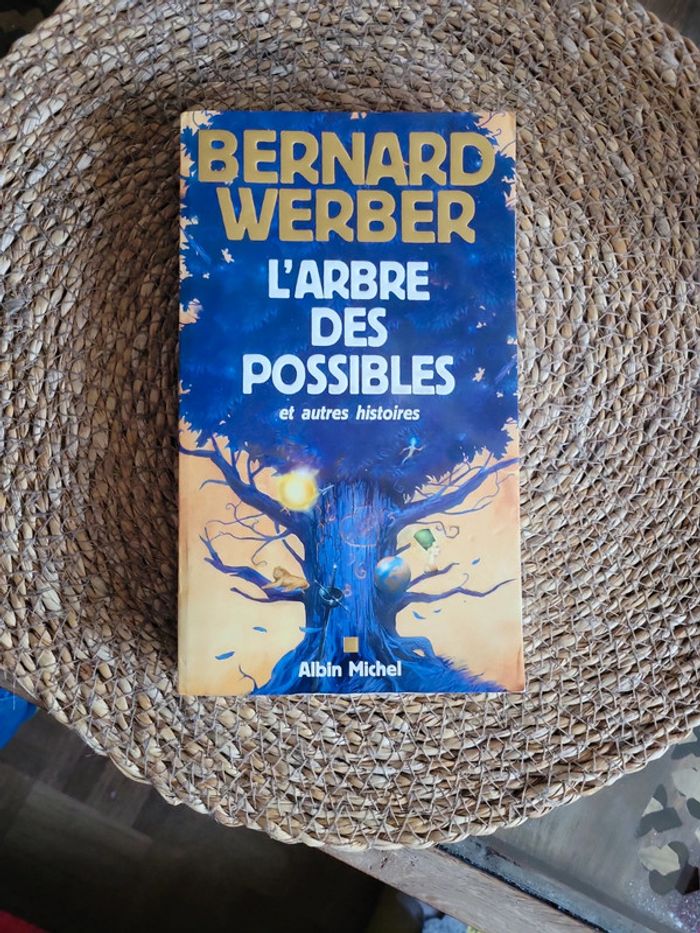 BERNARD
WERBER
L'ARBRE
DES
POSSIBLES
et autres histoires
Albin Michel